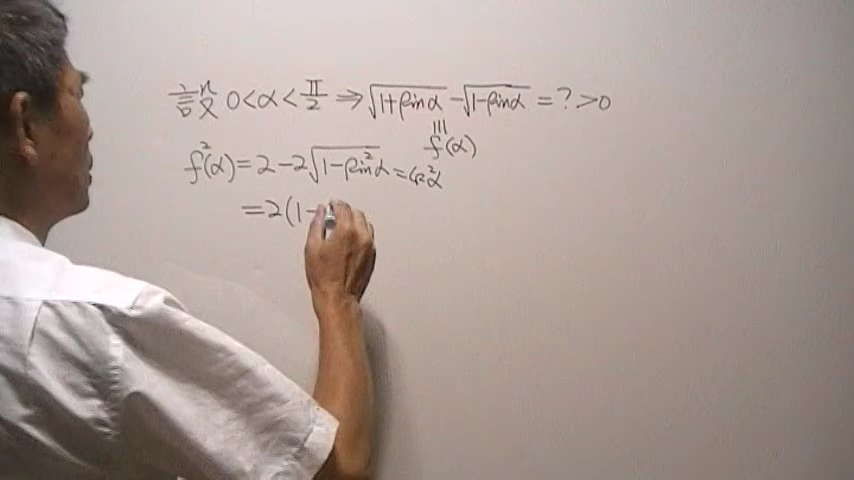 設 0<α<π/2 ⇒ √(1+sinα) - √(1-sinα) = ? > 0
≡ f(α)
f²(α) = 2 - 2√(1-sin²α) = cos²α
= 2(1-